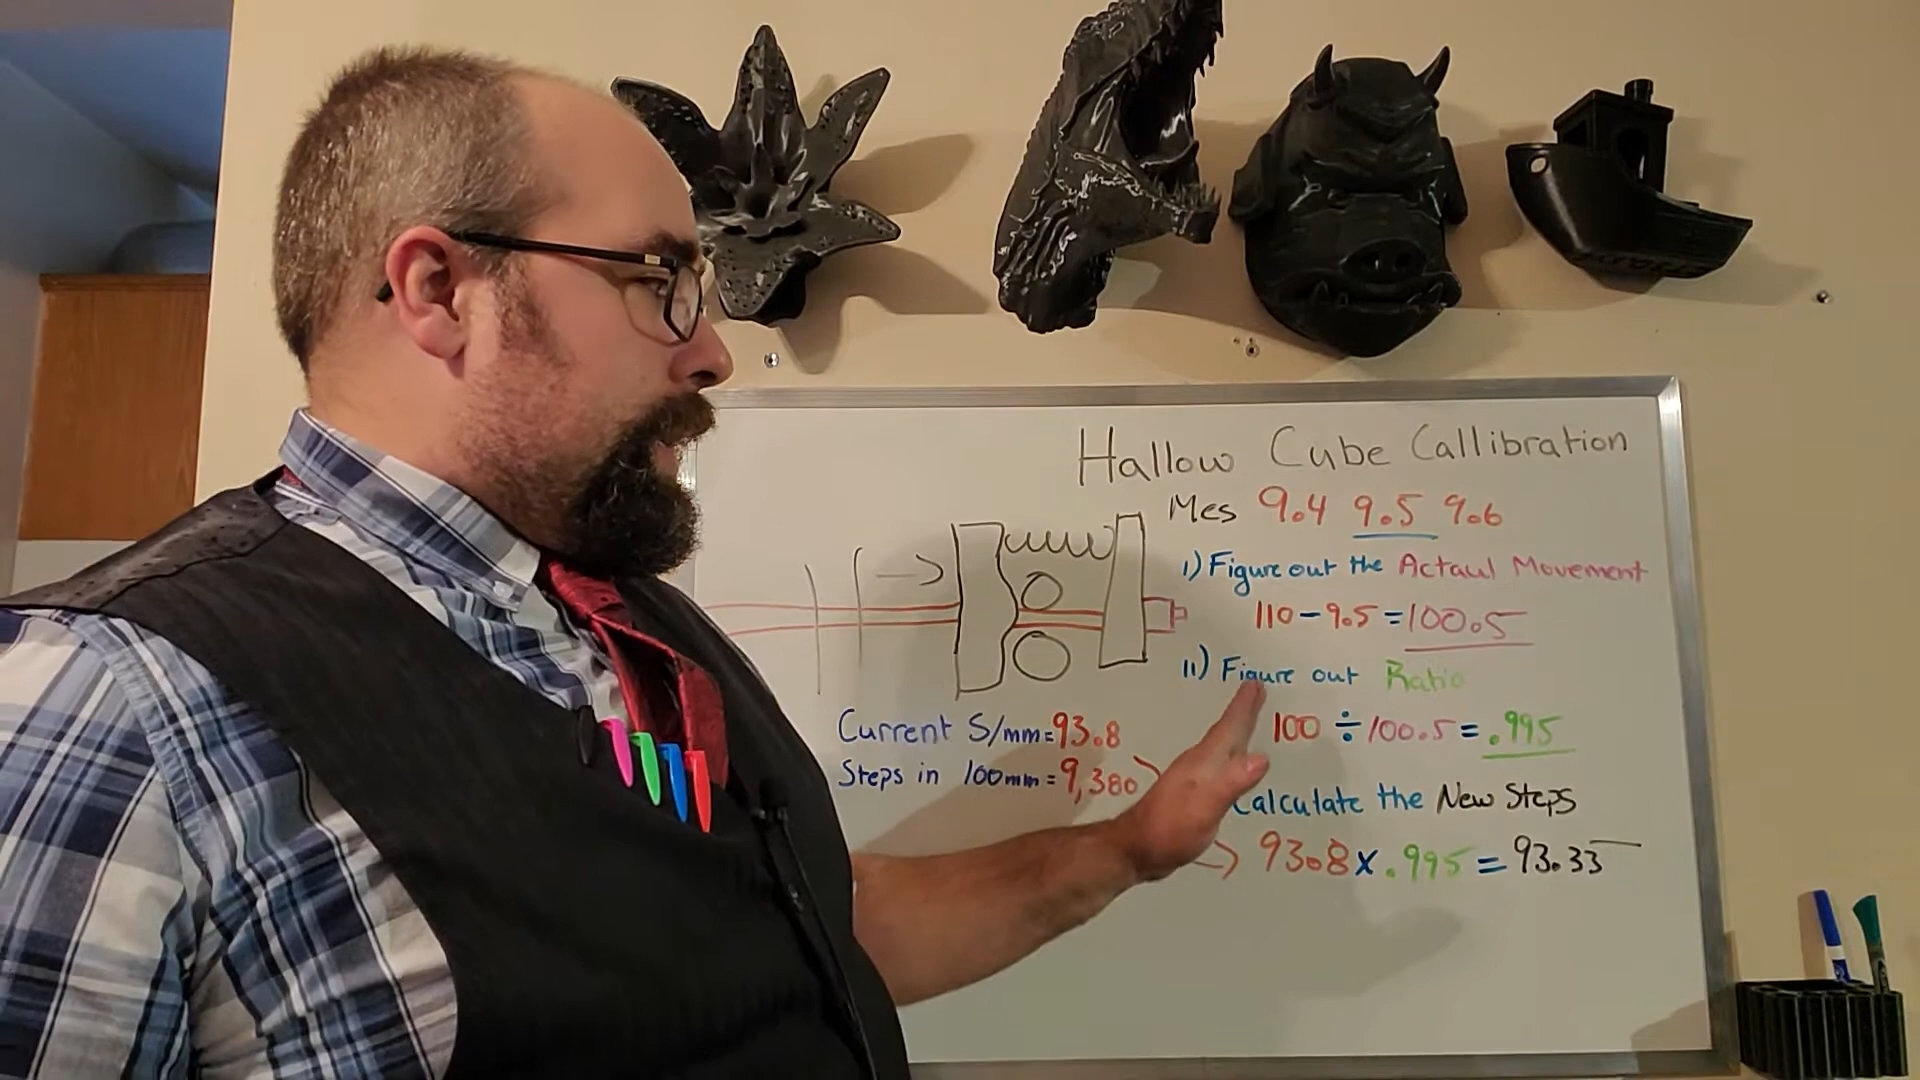 Hallow Cube Callibration
Mes 9.4 9.5 9.6
I) Figure out the Actaul Movement
110 - 9.5 = 100.5
II) Figure out Ratio
100 ÷ 100.5 = .995
Current S/mm = 93.8
Steps in 100mm = 9,380
Calculate the New Steps
93.8 x .995 = 93.33